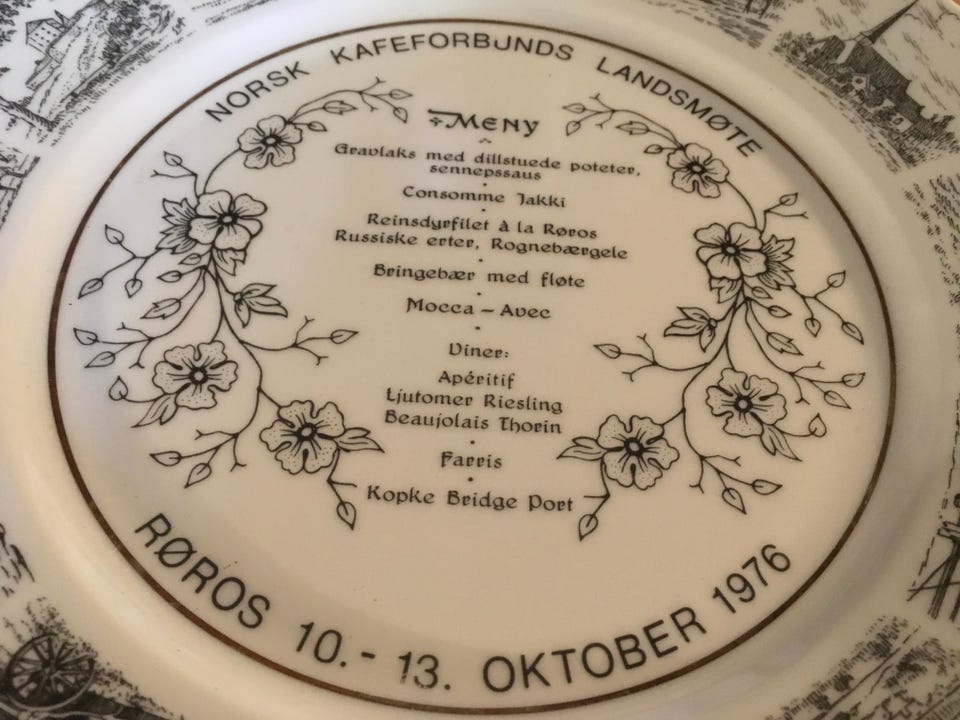 NORSK KAFEFORBUNDS LANDSMØTE
Meny
Gravlaks med dillstuede poteter,
sennepssaus
Consomme Jakki
Reinsdyrfilet à la Røros
Russiske erter, Rognebærgele
Bringebær med fløte
Mocca – Avec
Viner:
Apéritif
Ljutomer Riesling
Beaujolais Thorin
Farris
Kopke Bridge Port
RØROS 10. - 13. OKTOBER 1976